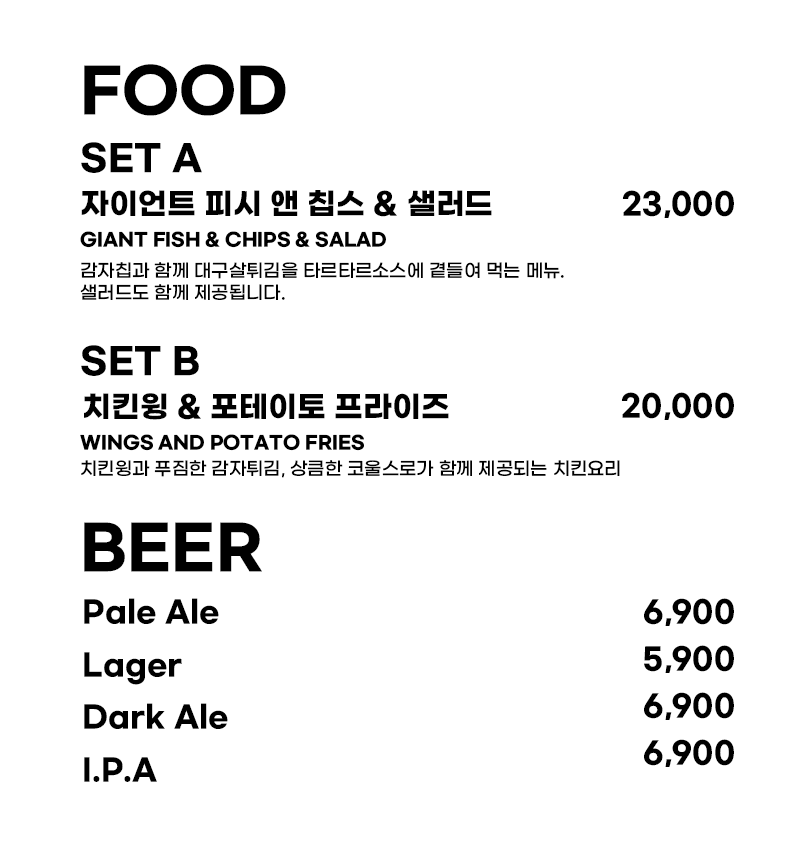 FOOD
SET A
자이언트 피시 앤 칩스 & 샐러드 23,000
GIANT FISH & CHIPS & SALAD
감자칩과 함께 대구살튀김을 타르타르소스에 곁들여 먹는 메뉴.
샐러드도 함께 제공됩니다.
SET B
치킨윙 & 포테이토 프라이즈 20,000
WINGS AND POTATO FRIES
치킨윙과 푸짐한 감자튀김, 상큼한 코울스로가 함께 제공되는 치킨요리
BEER
Pale Ale 6,900
Lager 5,900
Dark Ale 6,900
I.P.A 6,900